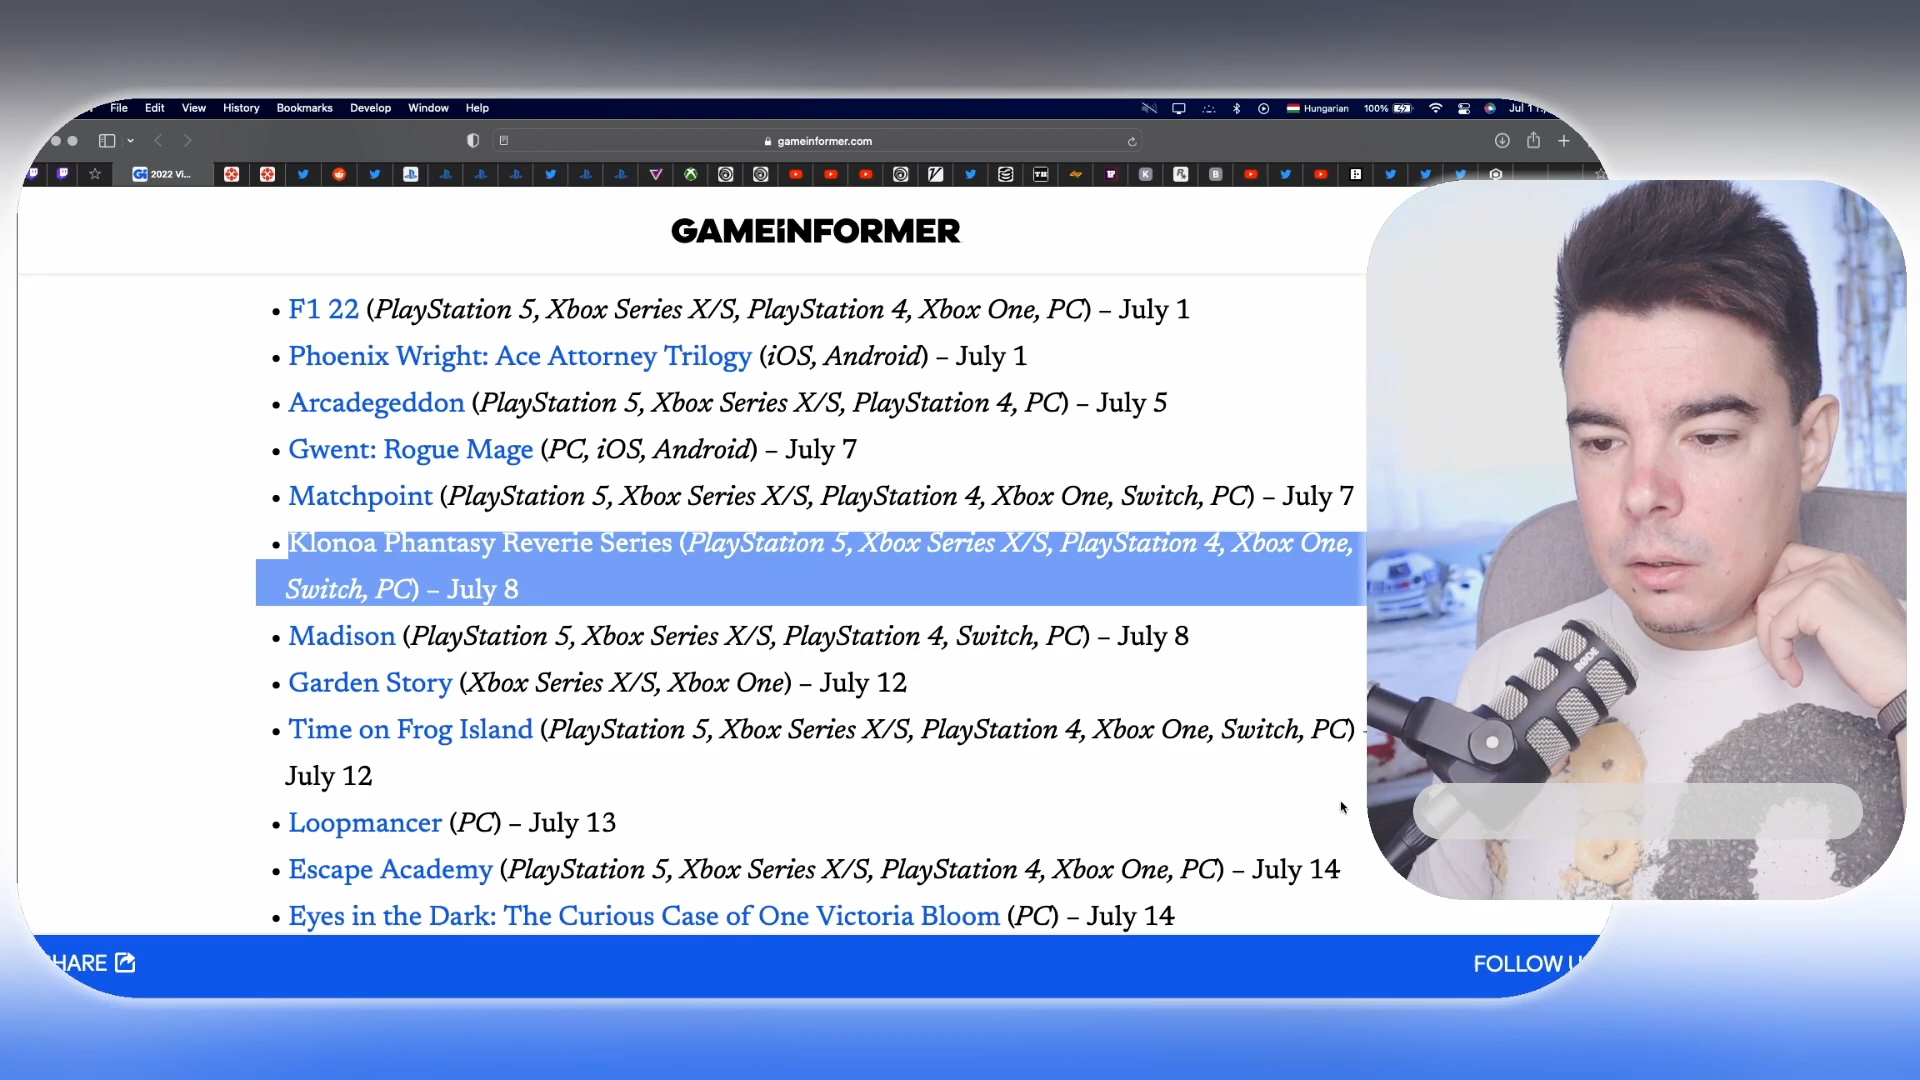 File Edit View History Bookmarks Develop Window Help
Hungarian 100%
gameinformer.com
2022 Vi...
GAMEINFORMER
• F1 22 (PlayStation 5, Xbox Series X/S, PlayStation 4, Xbox One, PC) – July 1
• Phoenix Wright: Ace Attorney Trilogy (iOS, Android) – July 1
• Arcadegeddon (PlayStation 5, Xbox Series X/S, PlayStation 4, PC) – July 5
• Gwent: Rogue Mage (PC, iOS, Android) – July 7
• Matchpoint (PlayStation 5, Xbox Series X/S, PlayStation 4, Xbox One, Switch, PC) – July 7
• Klonoa Phantasy Reverie Series (PlayStation 5, Xbox Series X/S, PlayStation 4, Xbox One,
Switch, PC) – July 8
• Madison (PlayStation 5, Xbox Series X/S, PlayStation 4, Switch, PC) – July 8
• Garden Story (Xbox Series X/S, Xbox One) – July 12
• Time on Frog Island (PlayStation 5, Xbox Series X/S, PlayStation 4, Xbox One, Switch, PC) -
July 12
• Loopmancer (PC) – July 13
• Escape Academy (PlayStation 5, Xbox Series X/S, PlayStation 4, Xbox One, PC) – July 14
• Eyes in the Dark: The Curious Case of One Victoria Bloom (PC) – July 14
HARE
FOLLOW U
RØDE